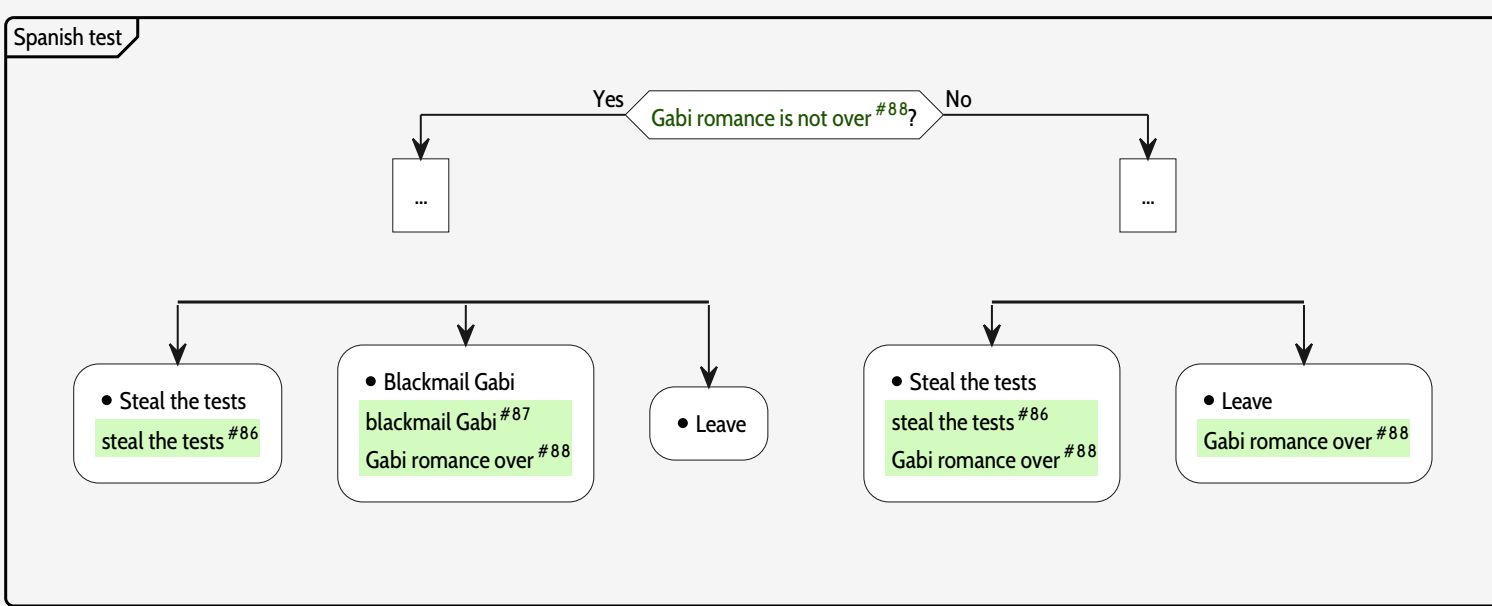 Spanish test
Yes
Gabi romance is not over #88?
No
...
...
• Steal the tests
steal the tests #86
• Blackmail Gabi
blackmail Gabi #87
Gabi romance over #88
• Leave
• Steal the tests
steal the tests #86
Gabi romance over #88
• Leave
Gabi romance over #88